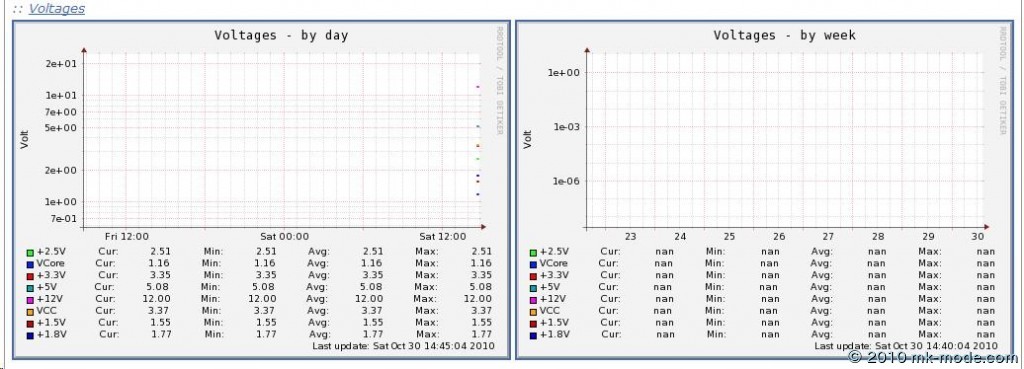 :: Voltages
Voltages - by day
RRDTOOL / TOBI OETIKER
Volt
2e+01
1e+01
7e+00
5e+00
2e+00
1e+00
7e-01
Fri 12:00 Sat 00:00 Sat 12:00
+2.5V Cur: 2.51 Min: 2.51 Avg: 2.51 Max: 2.51
VCore Cur: 1.16 Min: 1.16 Avg: 1.16 Max: 1.16
+3.3V Cur: 3.35 Min: 3.35 Avg: 3.35 Max: 3.35
+5V Cur: 5.08 Min: 5.08 Avg: 5.08 Max: 5.08
+12V Cur: 12.00 Min: 12.00 Avg: 12.00 Max: 12.00
VCC Cur: 3.37 Min: 3.37 Avg: 3.37 Max: 3.37
+1.5V Cur: 1.55 Min: 1.55 Avg: 1.55 Max: 1.55
+1.8V Cur: 1.77 Min: 1.77 Avg: 1.77 Max: 1.77
Last update: Sat Oct 30 14:45:04 2010
Voltages - by week
RRDTOOL / TOBI OETIKER
Volt
1e+00
1e-03
1e-06
23 24 25 26 27 28 29 30
+2.5V Cur: nan Min: nan Avg: nan Max: nan
VCore Cur: nan Min: nan Avg: nan Max: nan
+3.3V Cur: nan Min: nan Avg: nan Max: nan
+5V Cur: nan Min: nan Avg: nan Max: nan
+12V Cur: nan Min: nan Avg: nan Max: nan
VCC Cur: nan Min: nan Avg: nan Max: nan
+1.5V Cur: nan Min: nan Avg: nan Max: nan
+1.8V Cur: nan Min: nan Avg: nan Max: nan
Last update: Sat Oct 30 14:40:04 2010
© 2010 mk-mode.com